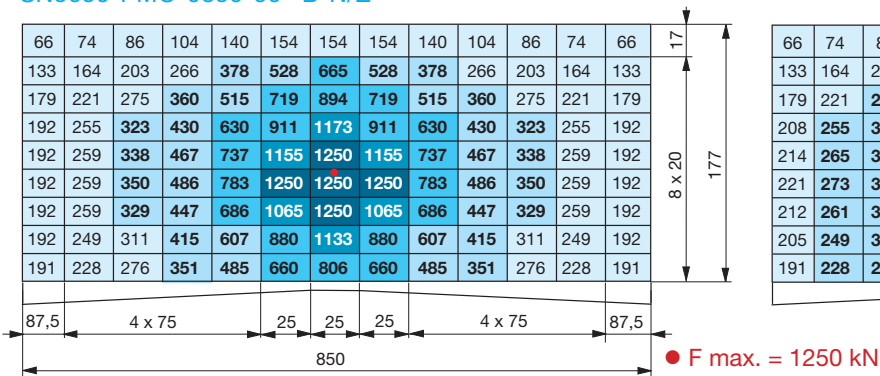 66 74 86 104 140 154 154 154 140 104 86 74 66 17 66 74
133 164 203 266 378 528 665 528 378 266 203 164 133 133 164
179 221 275 360 515 719 894 719 515 360 275 221 179 179 221
192 255 323 430 630 911 1173 911 630 430 323 255 192 208 255
192 259 338 467 737 1155 1250 1155 737 467 338 259 192 8 x 20 177 214 265
192 259 350 486 783 1250 1250 1250 783 486 350 259 192 221 273
192 259 329 447 686 1065 1250 1065 686 447 329 259 192 212 261
192 249 311 415 607 880 1133 880 607 415 311 249 192 205 249
191 228 276 351 485 660 806 660 485 351 276 228 191 191 228
87,5 4 x 75 25 25 25 4 x 75 87,5
850
F max. = 1250 kN